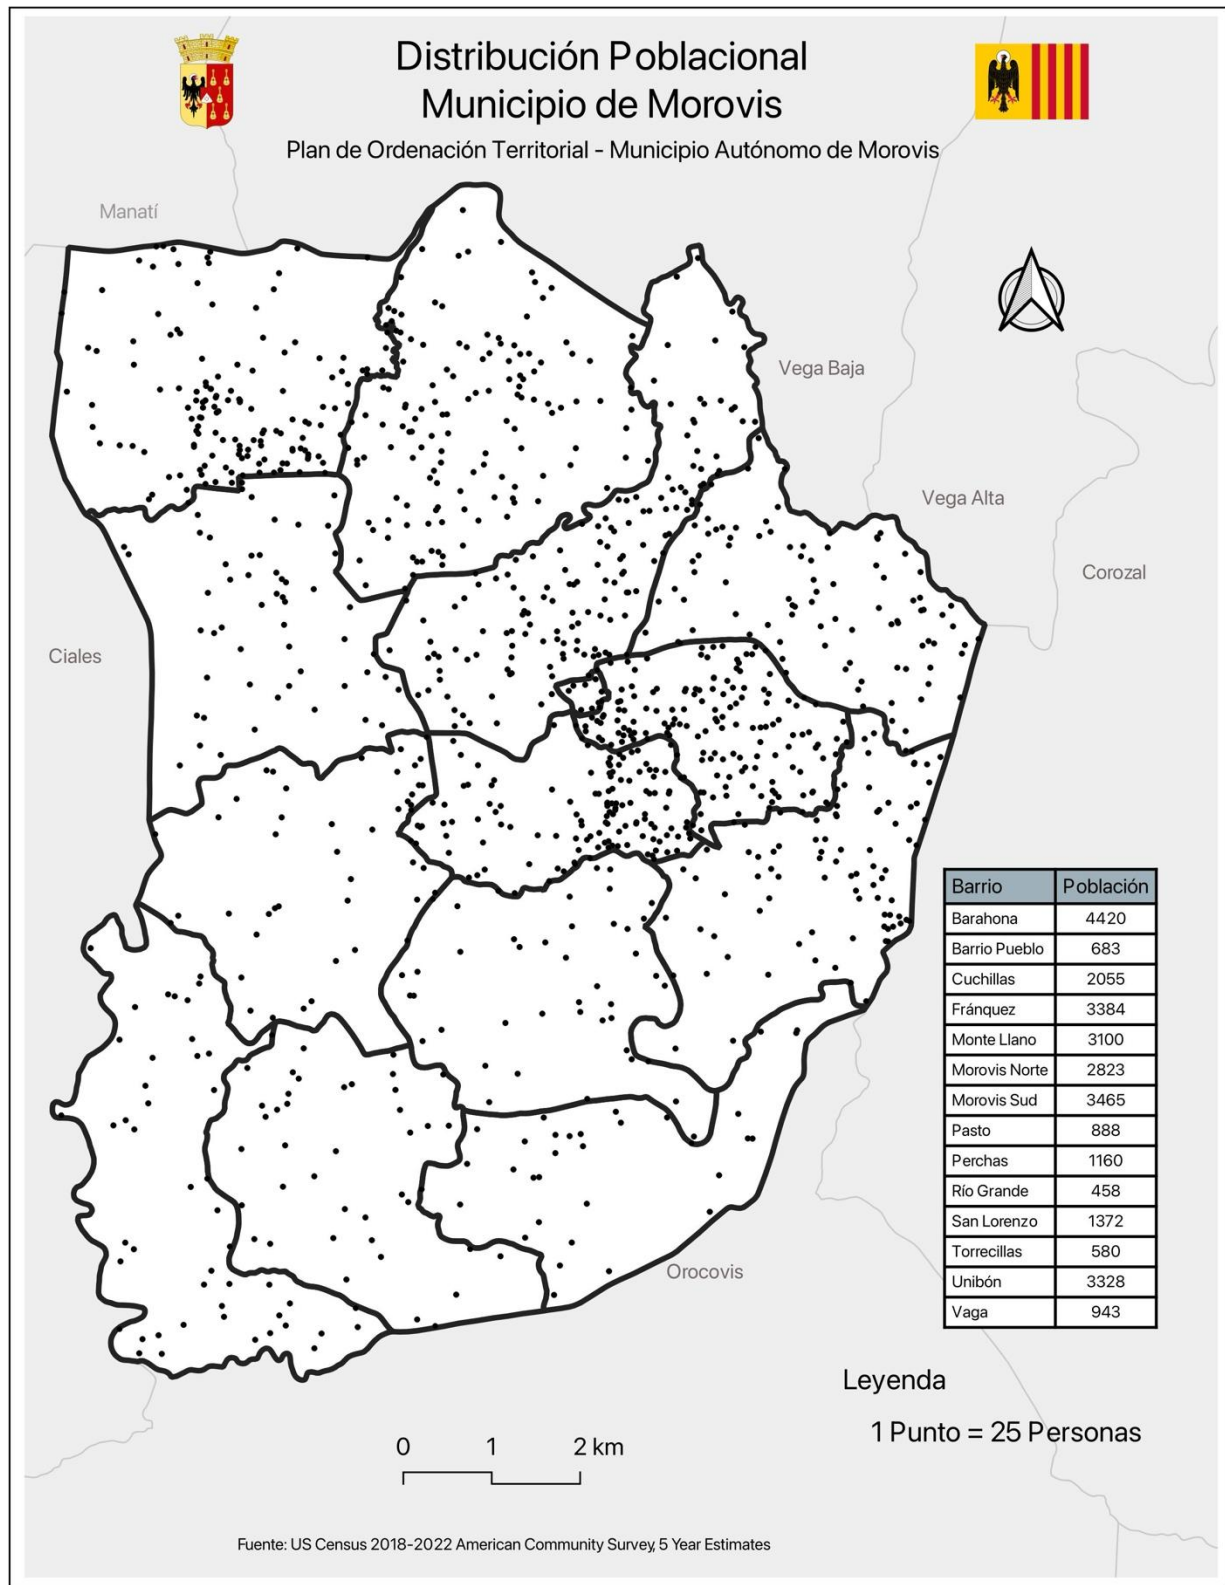 Distribución Poblacional
Municipio de Morovis
Plan de Ordenación Territorial - Municipio Autónomo de Morovis
Manatí
Vega Baja
Vega Alta
Corozal
Ciales
Orocovis
Barrio Población
Barahona 4420
Barrio Pueblo 683
Cuchillas 2055
Fránquez 3384
Monte Llano 3100
Morovis Norte 2823
Morovis Sud 3465
Pasto 888
Perchas 1160
Río Grande 458
San Lorenzo 1372
Torrecillas 580
Unibón 3328
Vaga 943
Leyenda
1 Punto = 25 Personas
0 1 2 km
Fuente: US Census 2018-2022 American Community Survey, 5 Year Estimates